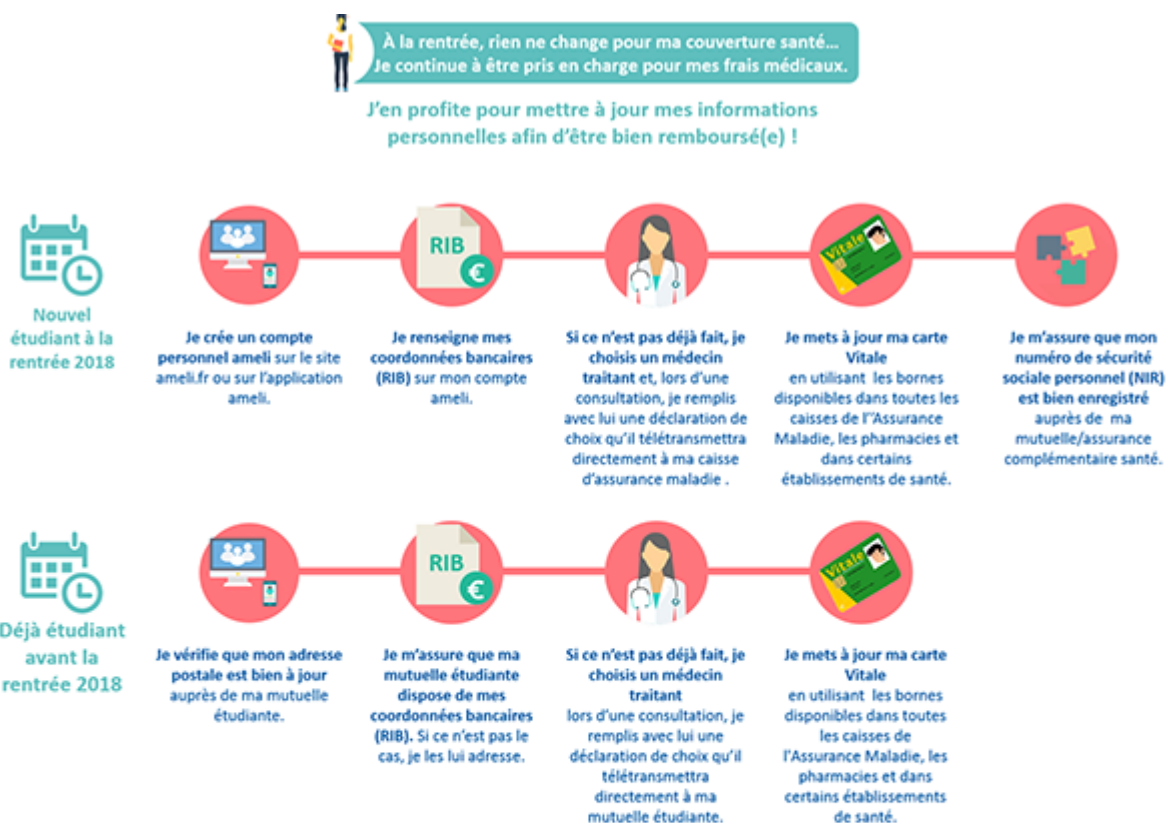 À la rentrée, rien ne change pour ma couverture santé...
Je continue à être pris en charge pour mes frais médicaux.
J'en profite pour mettre à jour mes informations
personnelles afin d'être bien remboursé(e) !
Nouvel
étudiant à la
rentrée 2018
RIB
€
Vitale
Je crée un compte
personnel ameli sur le site
ameli.fr ou sur l'application
ameli.
Je renseigne mes
coordonnées bancaires
(RIB) sur mon compte
ameli.
Si ce n'est pas déjà fait, je
choisis un médecin
traitant et, lors d'une
consultation, je remplis
avec lui une déclaration de
choix qu'il télétransmettra
directement à ma caisse
d'assurance maladie .
Je mets à jour ma carte
Vitale
en utilisant les bornes
disponibles dans toutes les
caisses de l''Assurance
Maladie, les pharmacies et
dans certains
établissements de santé.
Je m'assure que mon
numéro de sécurité
sociale personnel (NIR)
est bien enregistré
auprès de ma
mutuelle/assurance
complémentaire santé.
Déjà étudiant
avant la
rentrée 2018
RIB
€
Vitale
Je vérifie que mon adresse
postale est bien à jour
auprès de ma mutuelle
étudiante.
Je m'assure que ma
mutuelle étudiante
dispose de mes
coordonnées bancaires
(RIB). Si ce n'est pas le
cas, je les lui adresse.
Si ce n'est pas déjà fait, je
choisis un médecin
traitant
lors d'une consultation, je
remplis avec lui une
déclaration de choix qu'il
télétransmettra
directement à ma
mutuelle étudiante.
Je mets à jour ma carte
Vitale
en utilisant les bornes
disponibles dans toutes
les caisses de
l'Assurance Maladie, les
pharmacies et dans
certains établissements
de santé.